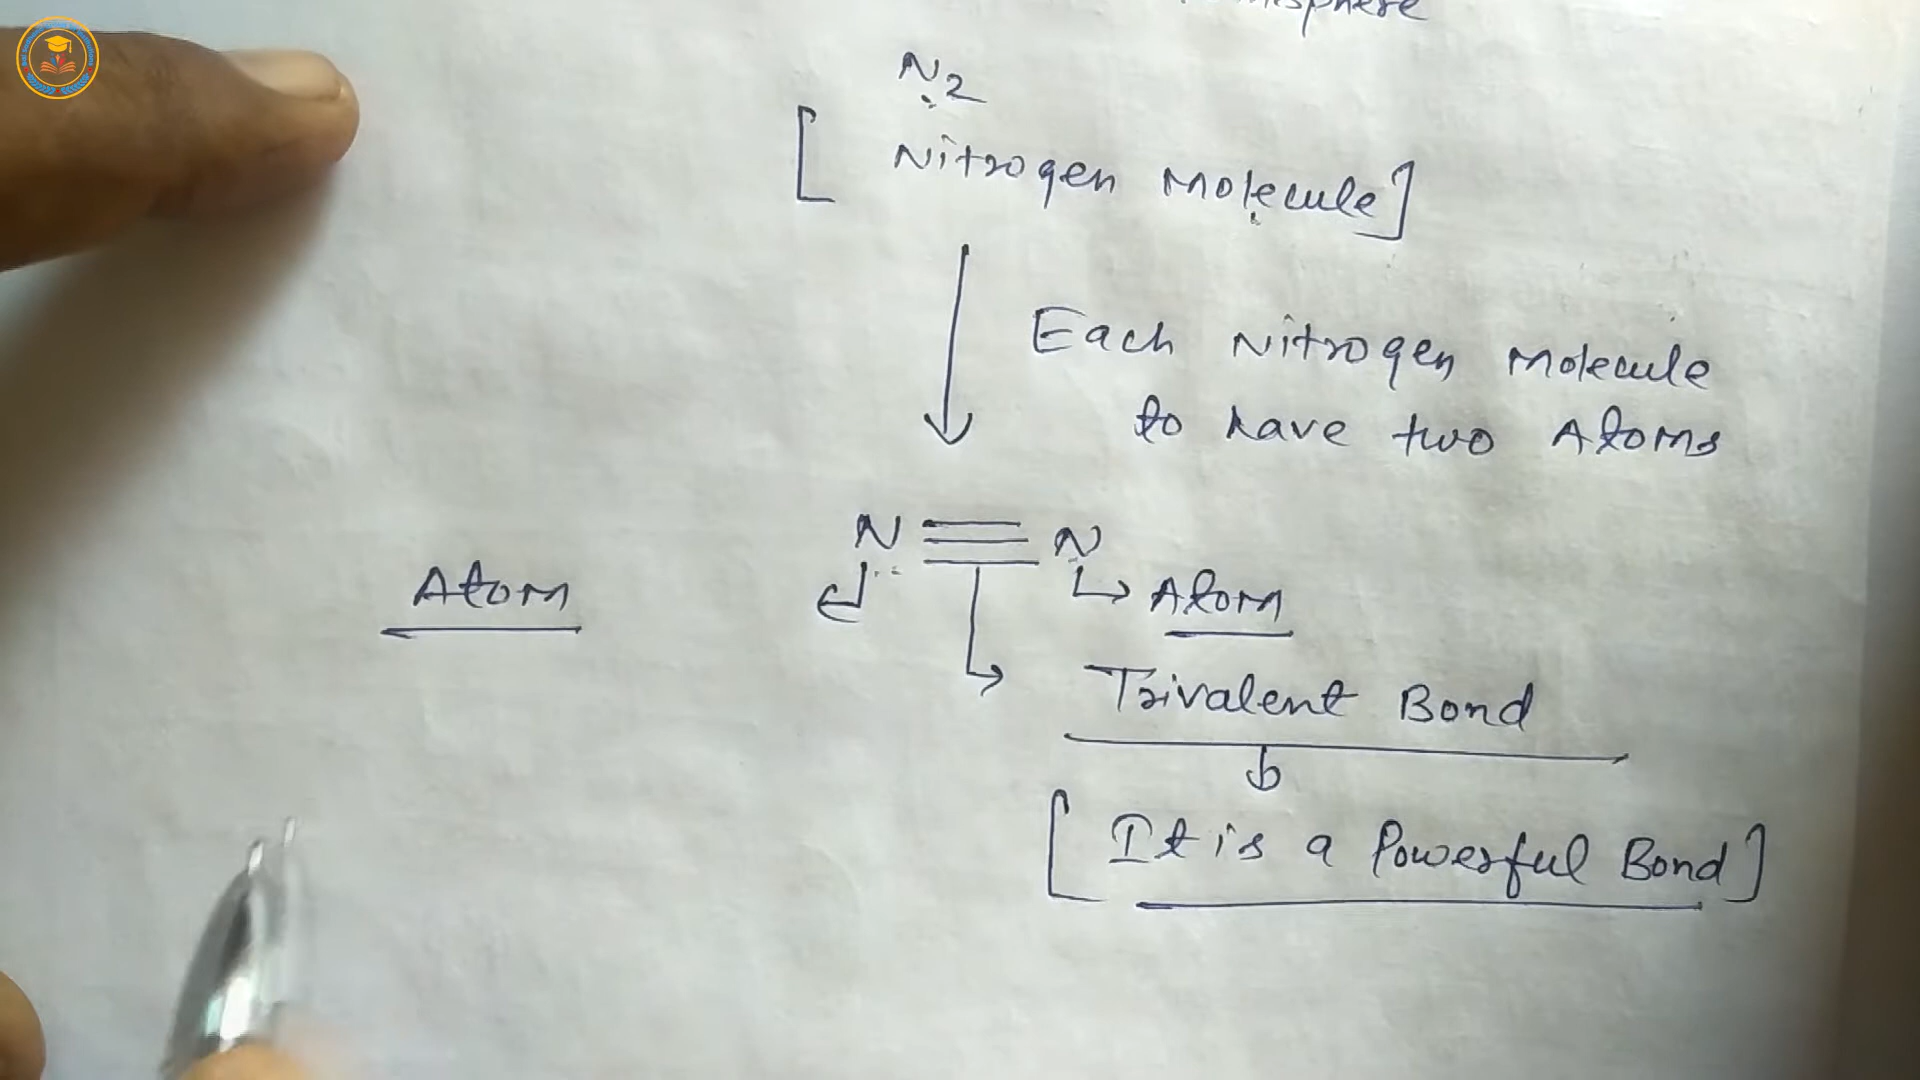 N2
[ Nitrogen Molecule ]
Each Nitrogen Molecule
to have two Atoms
N ≡ N
Atom
Atom
Trivalent Bond
[ It is a Powerful Bond ]